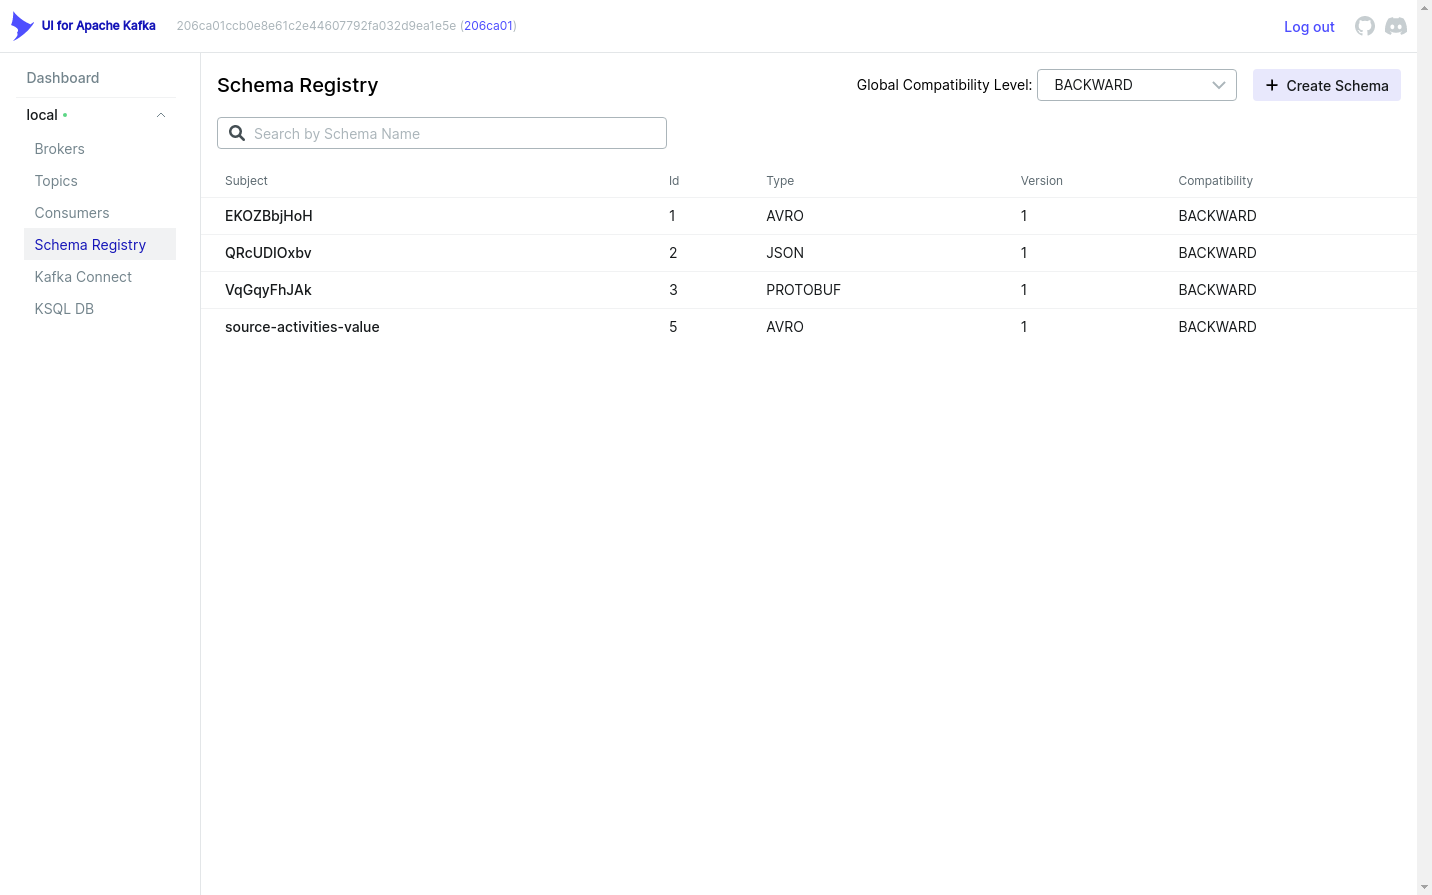 UI for Apache Kafka 206ca01ccb0e8e61c2e44607792fa032d9ea1e5e (206ca01) Log out
Dashboard
local
Brokers
Topics
Consumers
Schema Registry
Kafka Connect
KSQL DB
Schema Registry Global Compatibility Level: BACKWARD Create Schema
Search by Schema Name
Subject Id Type Version Compatibility
EKOZBbjHoH 1 AVRO 1 BACKWARD
QRcUDIOxbv 2 JSON 1 BACKWARD
VqGqyFhJAk 3 PROTOBUF 1 BACKWARD
source-activities-value 5 AVRO 1 BACKWARD